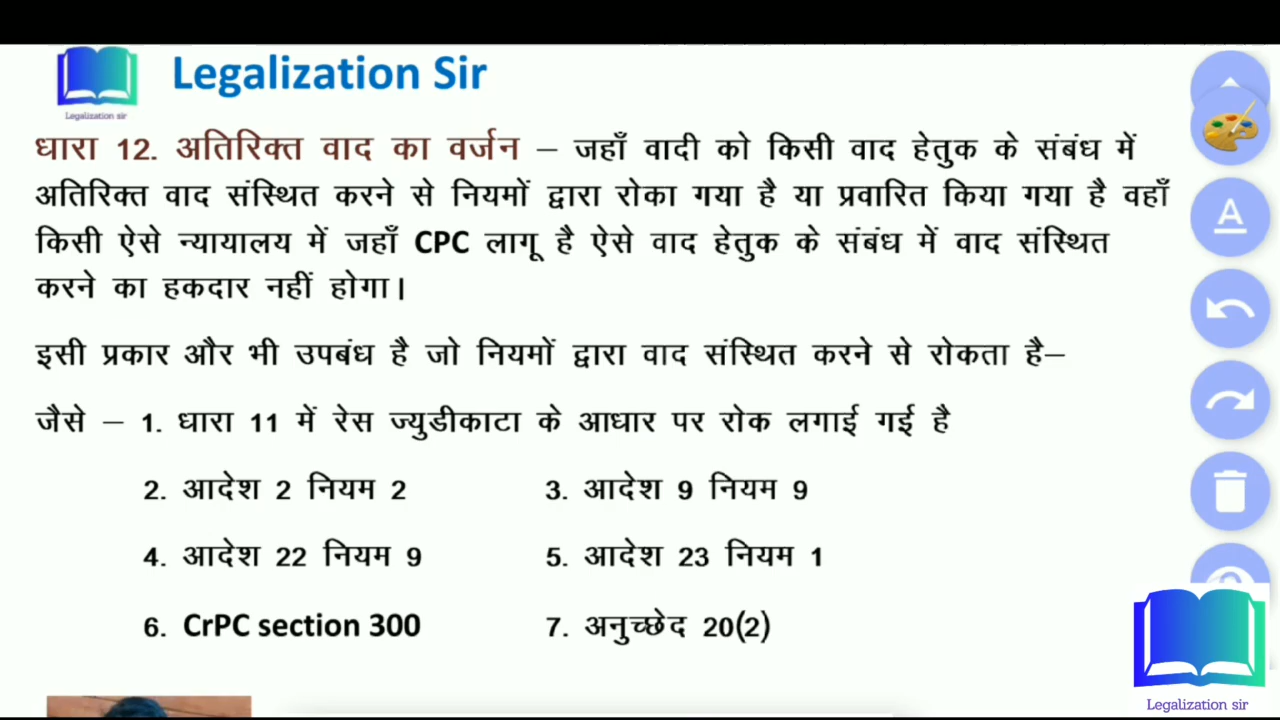 Legalization Sir
Legalization sir
धारा 12. अतिरिक्त वाद का वर्जन – जहाँ वादी को किसी वाद हेतुक के संबंध में
अतिरिक्त वाद संस्थित करने से नियमों द्वारा रोका गया है या प्रवारित किया गया है वहाँ
किसी ऐसे न्यायालय में जहाँ CPC लागू है ऐसे वाद हेतुक के संबंध में वाद संस्थित
करने का हकदार नहीं होगा।
इसी प्रकार और भी उपबंध है जो नियमों द्वारा वाद संस्थित करने से रोकता है–
जैसे – 1. धारा 11 में रेस ज्युडीकाटा के आधार पर रोक लगाई गई है
2. आदेश 2 नियम 2 3. आदेश 9 नियम 9
4. आदेश 22 नियम 9 5. आदेश 23 नियम 1
6. CrPC section 300 7. अनुच्छेद 20(2)
A
Legalization sir